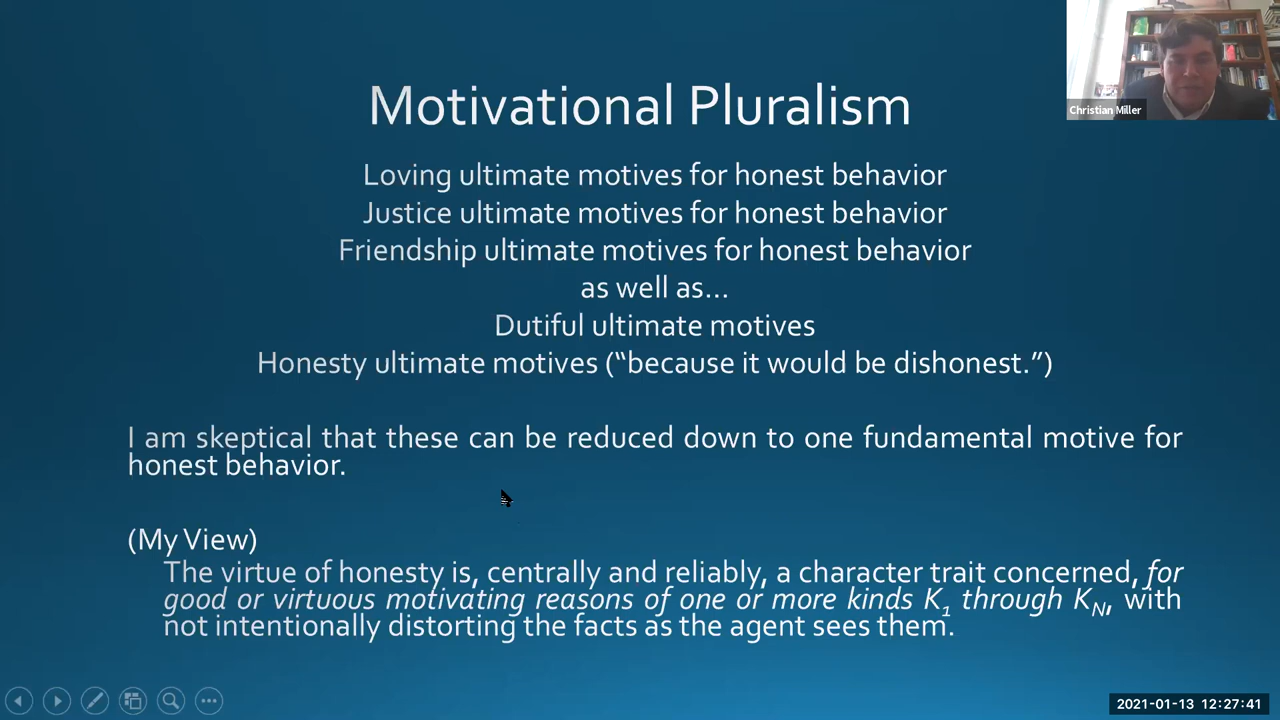 Motivational Pluralism
Christian Miller
Loving ultimate motives for honest behavior
Justice ultimate motives for honest behavior
Friendship ultimate motives for honest behavior
as well as…
Dutiful ultimate motives
Honesty ultimate motives (“because it would be dishonest.”)
I am skeptical that these can be reduced down to one fundamental motive for
honest behavior.
(My View)
The virtue of honesty is, centrally and reliably, a character trait concerned, for
good or virtuous motivating reasons of one or more kinds K₁ through K_N, with
not intentionally distorting the facts as the agent sees them.
2021-01-13 12:27:41